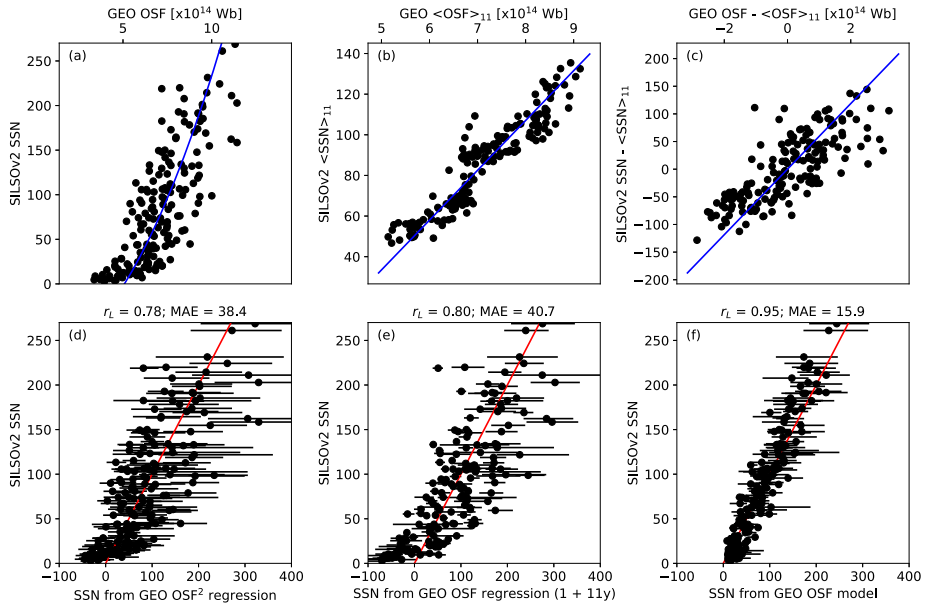 GEO OSF [x10^14 Wb]
GEO <OSF>_11 [x10^14 Wb]
GEO OSF - <OSF>_11 [x10^14 Wb]
5 10
5 6 7 8 9
−2 0 2
(a)
(b)
(c)
SILSOv2 SSN
250
200
150
100
50
0
SILSOv2 <SSN>_11
140
120
100
80
60
40
SILSOv2 SSN - <SSN>_11
200
150
100
50
0
−50
−100
−150
−200
r_L = 0.78; MAE = 38.4
r_L = 0.80; MAE = 40.7
r_L = 0.95; MAE = 15.9
(d)
(e)
(f)
SILSOv2 SSN
250
200
150
100
50
0
SILSOv2 SSN
250
200
150
100
50
0
SILSOv2 SSN
250
200
150
100
50
0
−100 0 100 200 300 400
−100 0 100 200 300 400
−100 0 100 200 300 400
SSN from GEO OSF^2 regression
SSN from GEO OSF regression (1 + 11y)
SSN from GEO OSF model